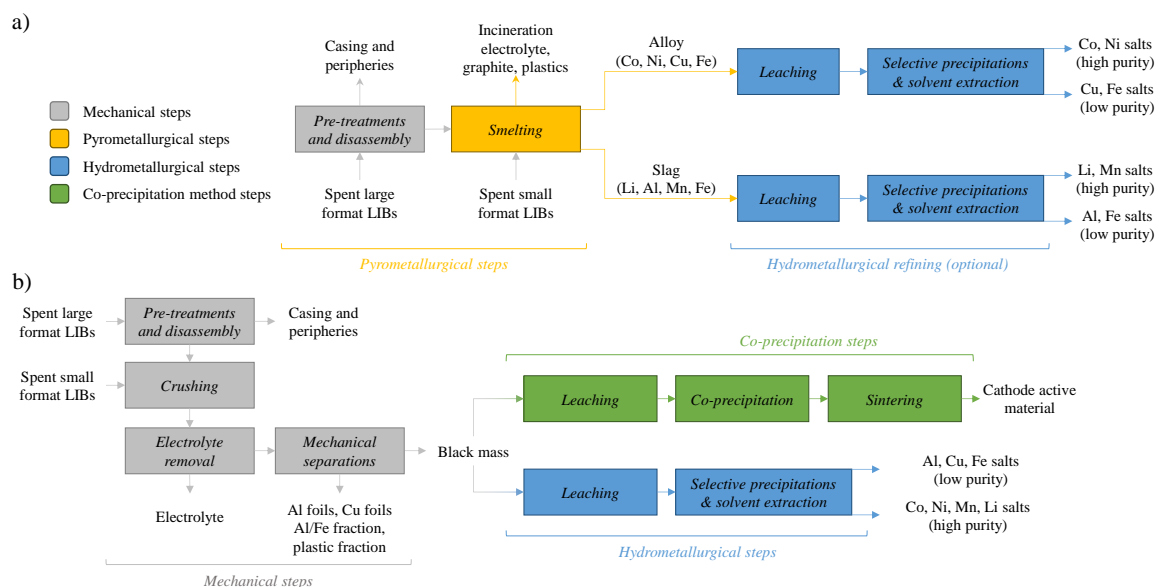 a)
Mechanical steps
Pyrometallurgical steps
Hydrometallurgical steps
Co-precipitation method steps
Casing and
peripheries
Incineration
electrolyte,
graphite, plastics
Pre-treatments
and disassembly
Smelting
Spent large
format LIBs
Spent small
format LIBs
Pyrometallurgical steps
Alloy
(Co, Ni, Cu, Fe)
Leaching
Selective precipitations
& solvent extraction
Co, Ni salts
(high purity)
Cu, Fe salts
(low purity)
Slag
(Li, Al, Mn, Fe)
Leaching
Selective precipitations
& solvent extraction
Li, Mn salts
(high purity)
Al, Fe salts
(low purity)
Hydrometallurgical refining (optional)
b)
Spent large
format LIBs
Pre-treatments
and disassembly
Casing and
peripheries
Spent small
format LIBs
Crushing
Electrolyte
removal
Mechanical
separations
Black mass
Electrolyte
Al foils, Cu foils
Al/Fe fraction,
plastic fraction
Mechanical steps
Co-precipitation steps
Leaching
Co-precipitation
Sintering
Cathode active
material
Leaching
Selective precipitations
& solvent extraction
Al, Cu, Fe salts
(low purity)
Co, Ni, Mn, Li salts
(high purity)
Hydrometallurgical steps